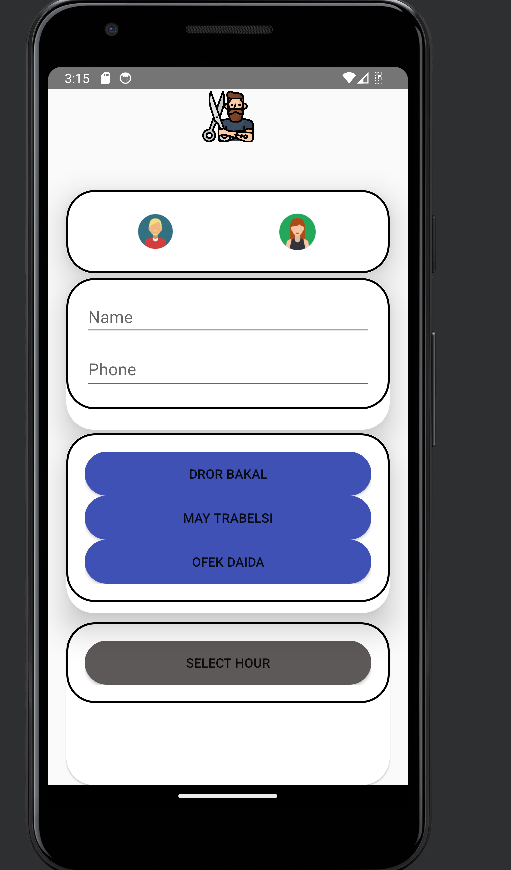 3:15
Name
Phone
DROR BAKAL
MAY TRABELSI
OFEK DAIDA
SELECT HOUR